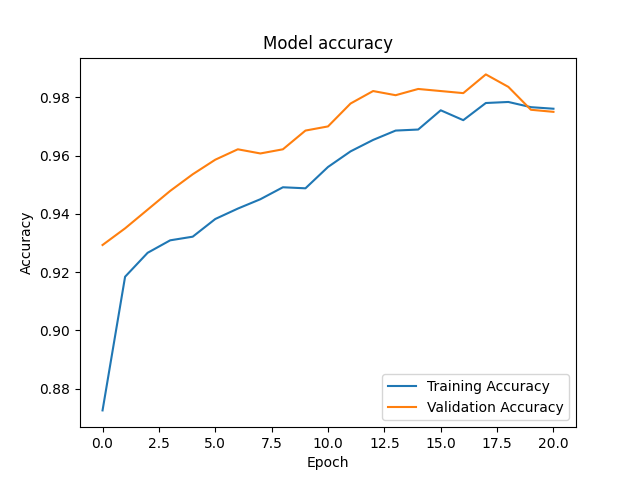 Model accuracy
Accuracy
0.98
0.96
0.94
0.92
0.90
0.88
Training Accuracy
Validation Accuracy
0.0 2.5 5.0 7.5 10.0 12.5 15.0 17.5 20.0
Epoch